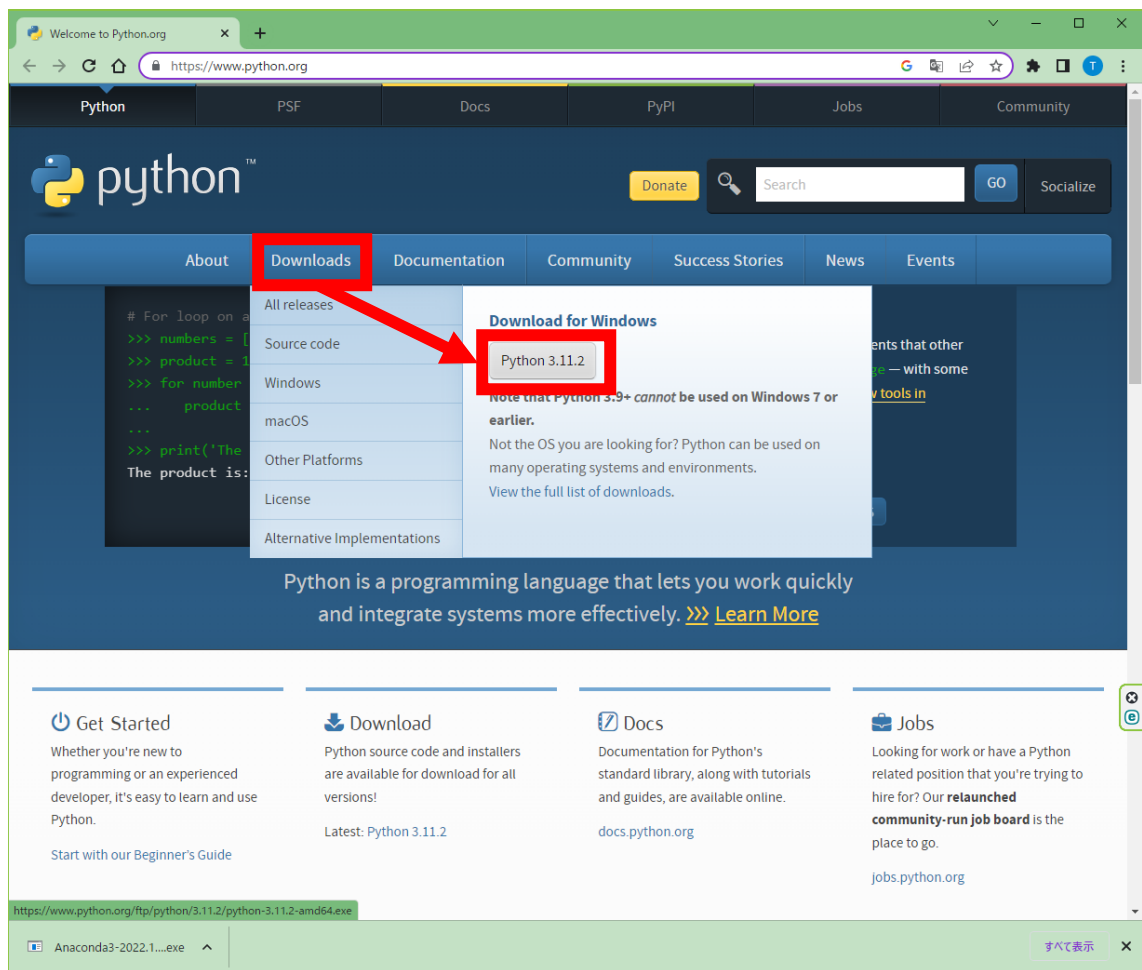 Welcome to Python.org
https://www.python.org
G
T
Python
PSF
Docs
PyPI
Jobs
Community
python™
Donate
Search
GO
Socialize
About
Downloads
Documentation
Community
Success Stories
News
Events
# For loop on a
>>> numbers = [
>>> product = 1
>>> for number
... product
...
>>> print('The
The product is:
All releases
Source code
Windows
macOS
Other Platforms
License
Alternative Implementations
Download for Windows
Python 3.11.2
Note that Python 3.9+ cannot be used on Windows 7 or
earlier.
Not the OS you are looking for? Python can be used on
many operating systems and environments.
View the full list of downloads.
ents that other
ge — with some
tools in
Python is a programming language that lets you work quickly
and integrate systems more effectively. >>> Learn More
Get Started
Whether you're new to
programming or an experienced
developer, it's easy to learn and use
Python.
Start with our Beginner's Guide
Download
Python source code and installers
are available for download for all
versions!
Latest: Python 3.11.2
Docs
Documentation for Python's
standard library, along with tutorials
and guides, are available online.
docs.python.org
Jobs
Looking for work or have a Python
related position that you're trying to
hire for? Our relaunched
community-run job board is the
place to go.
jobs.python.org
https://www.python.org/ftp/python/3.11.2/python-3.11.2-amd64.exe
Anaconda3-2022.1....exe
すべて表示